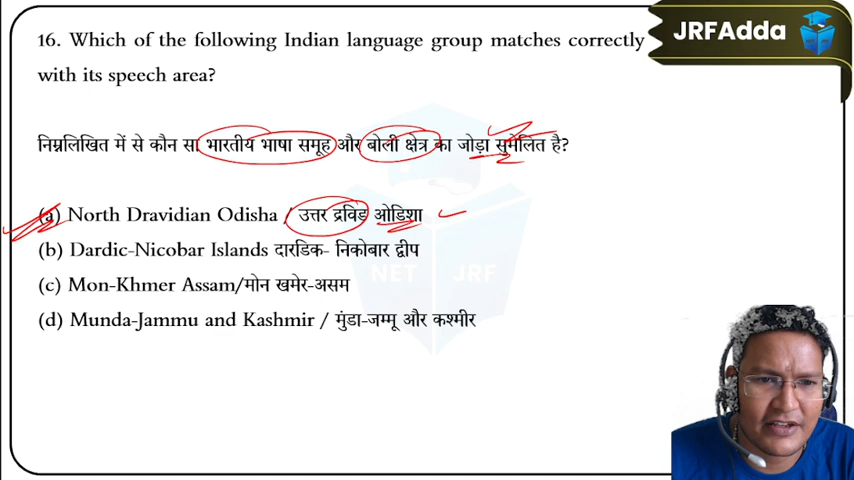 JRFAdda
16. Which of the following Indian language group matches correctly
with its speech area?
निम्नलिखित में से कौन सा भारतीय भाषा समूह और बोली क्षेत्र का जोड़ा सुमेलित है?
(a) North Dravidian Odisha / उत्तर द्रविड ओडिशा
(b) Dardic-Nicobar Islands दारडिक- निकोबार द्वीप
(c) Mon-Khmer Assam/मोन खमेर-असम
(d) Munda-Jammu and Kashmir / मुंडा-जम्मू और कश्मीर
NET JRF